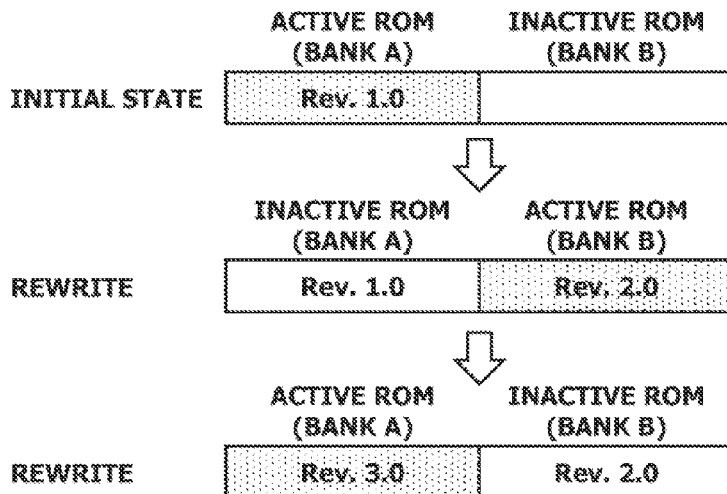 ACTIVE ROM INACTIVE ROM
(BANK A) (BANK B)
INITIAL STATE Rev. 1.0
INACTIVE ROM ACTIVE ROM
(BANK A) (BANK B)
REWRITE Rev. 1.0 Rev. 2.0
ACTIVE ROM INACTIVE ROM
(BANK A) (BANK B)
REWRITE Rev. 3.0 Rev. 2.0